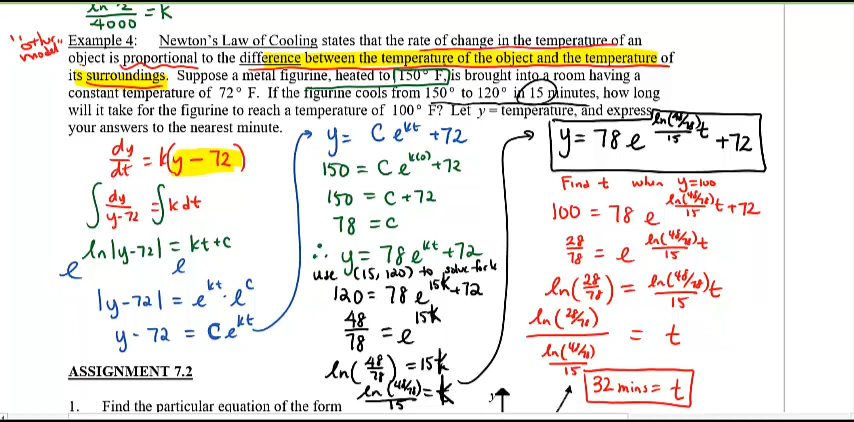 ln .2 / 4000 = K
"other" model
Example 4: Newton's Law of Cooling states that the rate of change in the temperature of an
object is proportional to the difference between the temperature of the object and the temperature of
its surroundings. Suppose a metal figurine, heated to 150° F, is brought into a room having a
constant temperature of 72° F. If the figurine cools from 150° to 120° in 15 minutes, how long
will it take for the figurine to reach a temperature of 100° F? Let y = temperature, and express
your answers to the nearest minute.
dy/dt = k(y - 72)
∫ dy/y-72 = ∫ k dt
ln|y-72| = kt+c
e e
|y-72| = e^kt · e^c
y - 72 = Ce^kt
y = Ce^kt + 72
150 = Ce^k(0) + 72
150 = C + 72
78 = C
∴ y = 78e^kt + 72
use y(15, 120) to solve for k
120 = 78e^15k + 72
48/78 = e^15k
ln(48/78) = 15k
ln(48/78)/15 = k
y = 78e^ln(48/78)/15 t + 72
Find t when y=100
100 = 78e^ln(48/78)/15 t + 72
28/78 = e^ln(48/78)/15 t
ln(28/78) = ln(48/78)/15 t
ln(28/78) / ln(48/78)/15 = t
32 mins = t
ASSIGNMENT 7.2
1. Find the particular equation of the form
y